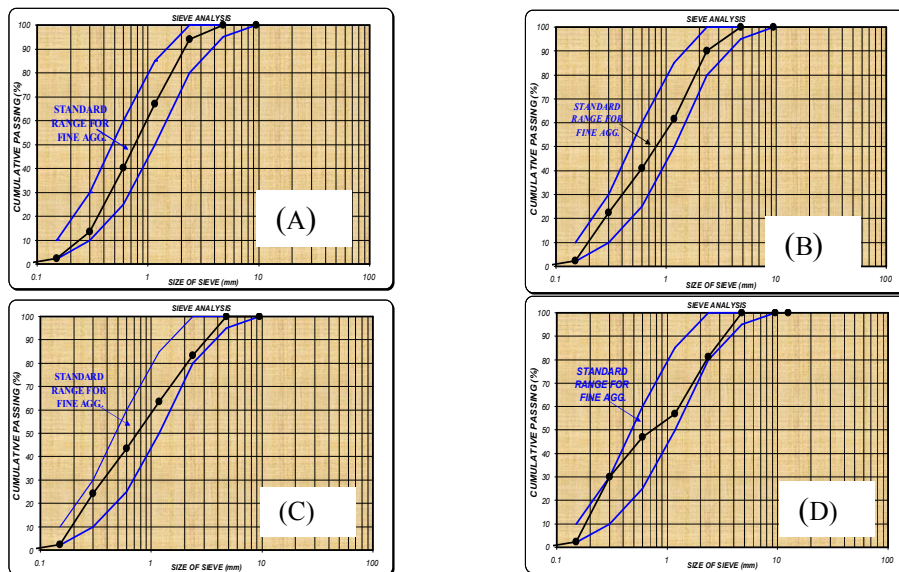 SIEVE ANALYSIS
CUMULATIVE PASSING (%)
100
90
80
70
60
50
40
30
20
10
0
STANDARD
RANGE FOR
FINE AGG.
(A)
0.1
1
10
100
SIZE OF SIEVE (mm)
SIEVE ANALYSIS
CUMULATIVE PASSING (%)
100
90
80
70
60
50
40
30
20
10
0
STANDARD
RANGE FOR
FINE AGG.
(B)
0.1
1
10
100
SIZE OF SIEVE (mm)
SIEVE ANALYSIS
CUMULATIVE PASSING (%)
100
90
80
70
60
50
40
30
20
10
0
STANDARD
RANGE FOR
FINE AGG.
(C)
0.1
1
10
100
SIZE OF SIEVE (mm)
SIEVE ANALYSIS
CUMULATIVE PASSING (%)
100
90
80
70
60
50
40
30
20
10
0
STANDARD
RANGE FOR
FINE AGG.
(D)
0.1
1
10
100
SIZE OF SIEVE (mm)